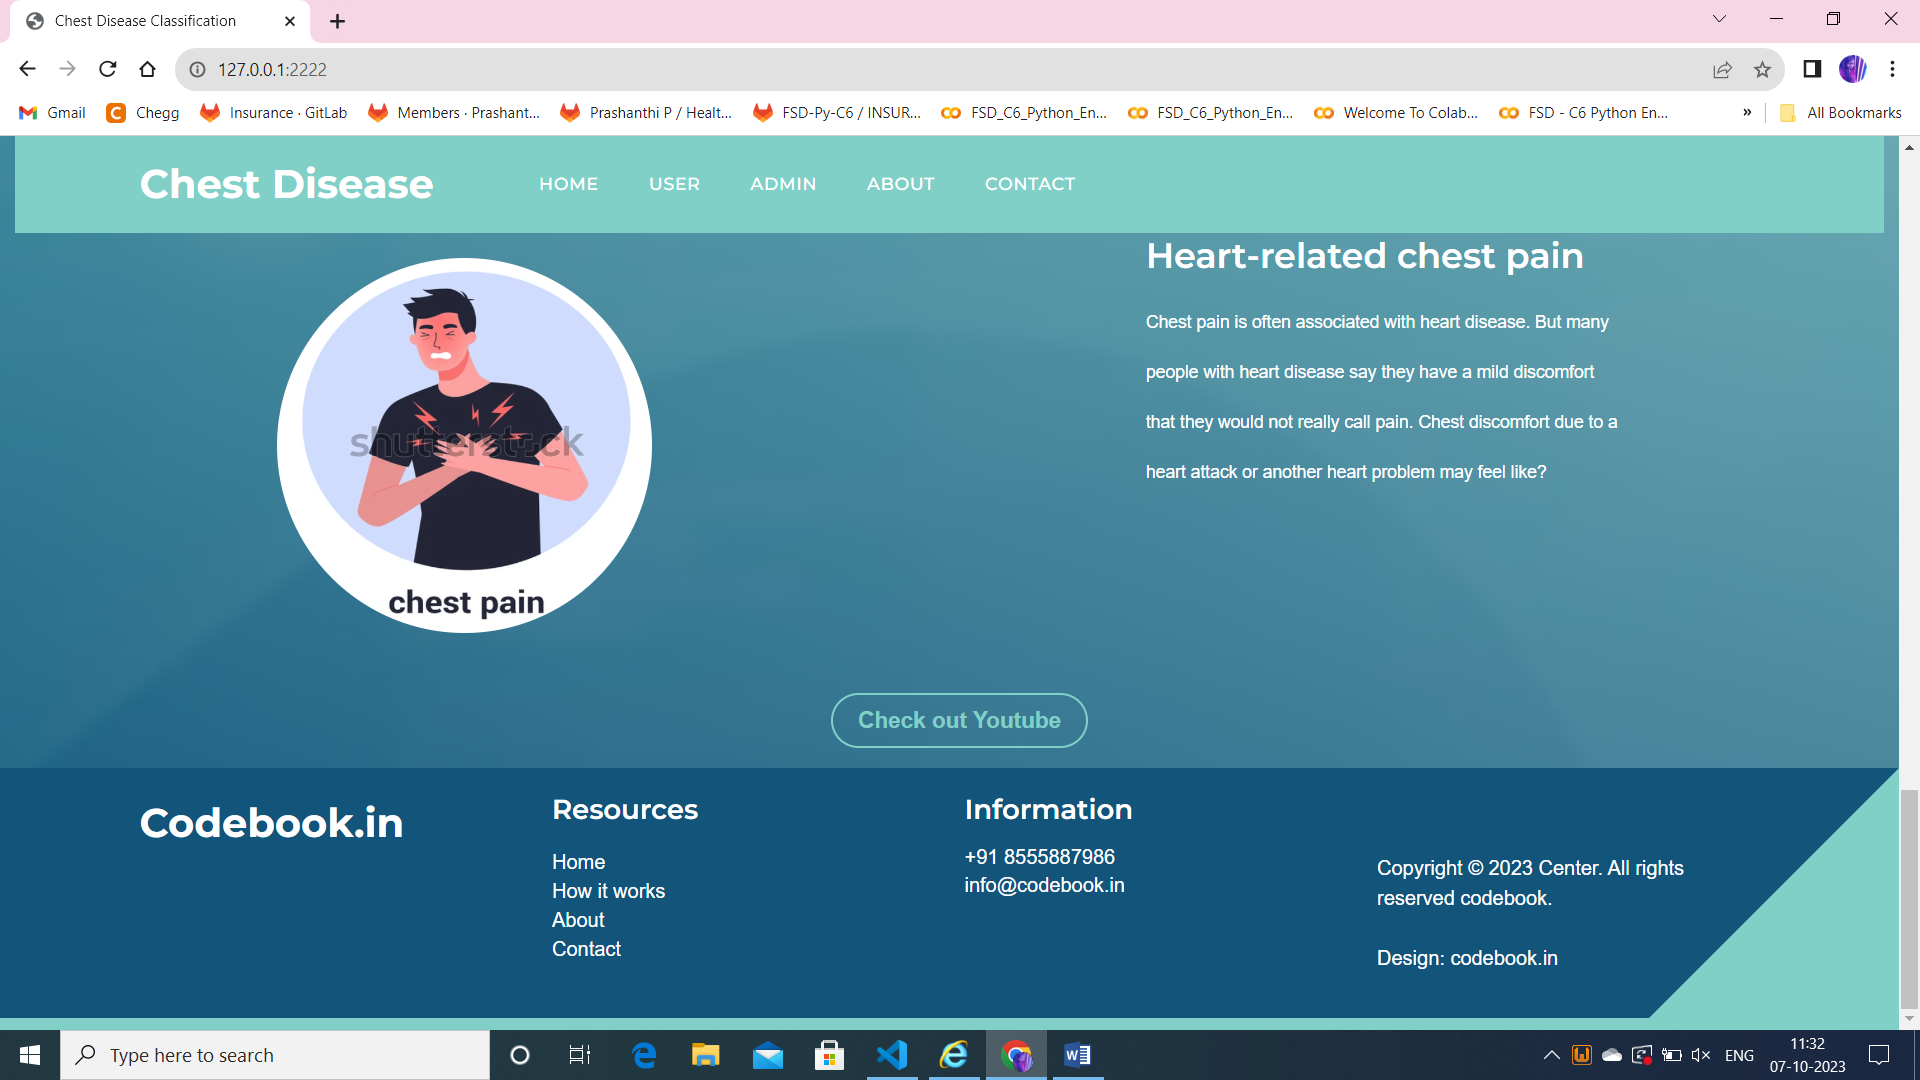 Chest Disease Classification
127.0.0.1:2222
Gmail
Chegg
Insurance · GitLab
Members · Prashant...
Prashanthi P / Healt...
FSD-Py-C6 / INSUR...
FSD_C6_Python_En...
FSD_C6_Python_En...
Welcome To Colab...
FSD - C6 Python En...
»
All Bookmarks
Chest Disease
HOME
USER
ADMIN
ABOUT
CONTACT
Heart-related chest pain
Chest pain is often associated with heart disease. But many
people with heart disease say they have a mild discomfort
that they would not really call pain. Chest discomfort due to a
heart attack or another heart problem may feel like?
shutterstock
chest pain
Check out Youtube
Codebook.in
Resources
Home
How it works
About
Contact
Information
+91 8555887986
info@codebook.in
Copyright © 2023 Center. All rights
reserved codebook.
Design: codebook.in
Type here to search
ENG
11:32
07-10-2023